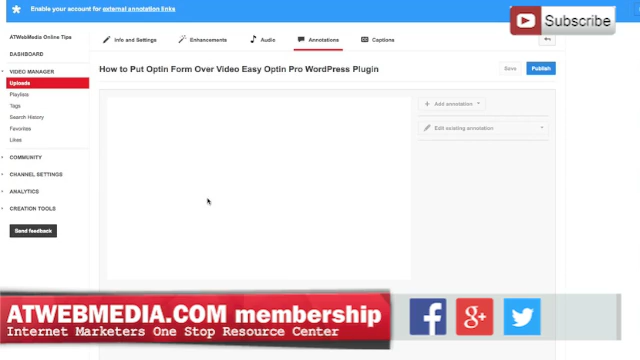 Enable your account for external annotation links
Subscribe
ATWebMedia Online Tips
Info and Settings
Enhancements
Audio
Annotations
Captions
DASHBOARD
VIDEO MANAGER
How to Put Optin Form Over Video Easy Optin Pro WordPress Plugin
Save
Publish
Uploads
Playlists
Tags
Search History
Favorites
Likes
Add annotation
Edit existing annotation
COMMUNITY
CHANNEL SETTINGS
ANALYTICS
CREATION TOOLS
Send feedback
ATWEBMEDIA.COM membership
Internet Marketers One Stop Resource Center